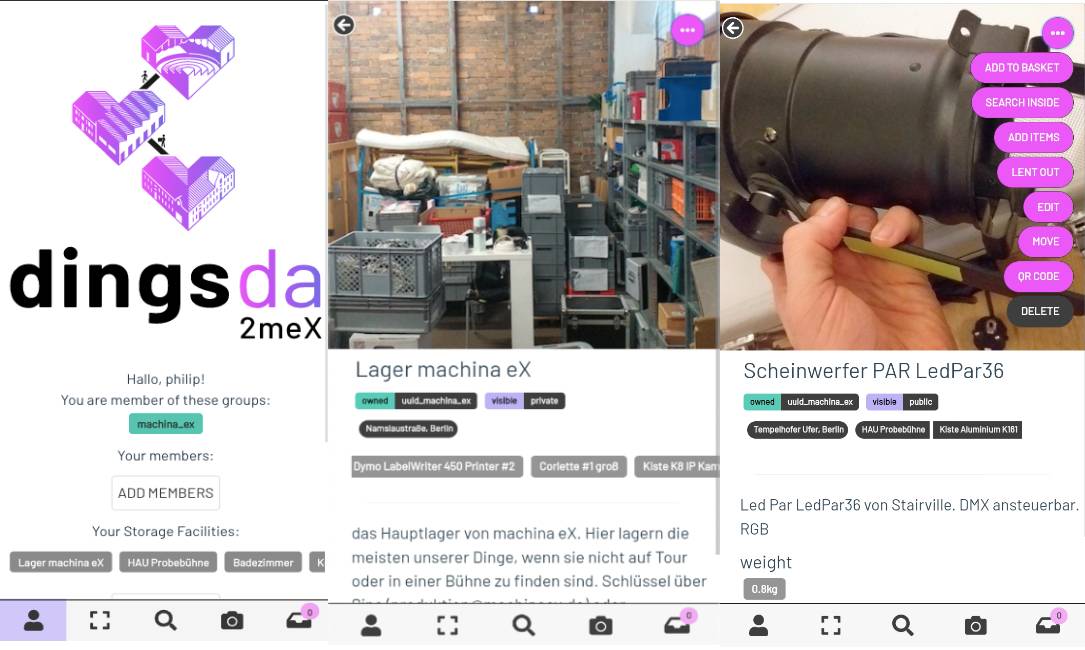 dingsda
2meX
Hallo, philip!
You are member of these groups:
machina_ex
Your members:
ADD MEMBERS
Your Storage Facilities:
Lager machina eX HAU Probebühne Badezimmer K
0
Lager machina eX
owned uuid_machina_ex visible private
Namslaustraße, Berlin
Dymo LabelWriter 450 Printer #2 Corlette #1 groß Kiste K8 IP Kam
das Hauptlager von machina eX. Hier lagern die
meisten unserer Dinge, wenn sie nicht auf Tour
oder in einer Bühne zu finden sind. Schlüssel über
0
ADD TO BASKET
SEARCH INSIDE
ADD ITEMS
LENT OUT
EDIT
MOVE
QR CODE
DELETE
Scheinwerfer PAR LedPar36
owned uuid_machina_ex visible public
Tempelhofer Ufer, Berlin HAU Probebühne Kiste Aluminium K161
Led Par LedPar36 von Stairville. DMX ansteuerbar.
RGB
weight
0.8kg
0